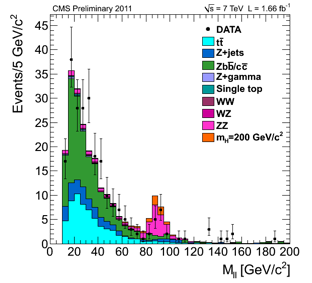 CMS Preliminary 2011 √s = 7 TeV L = 1.66 fb⁻¹
Events/5 GeV/c²
45
40
35
30
25
20
15
10
5
0
DATA
tt̄
Z+jets
Zbb̄/cc̄
Z+gamma
Single top
WW
WZ
ZZ
m_H=200 GeV/c²
0 20 40 60 80 100 120 140 160 180 200
M_ll [GeV/c²]